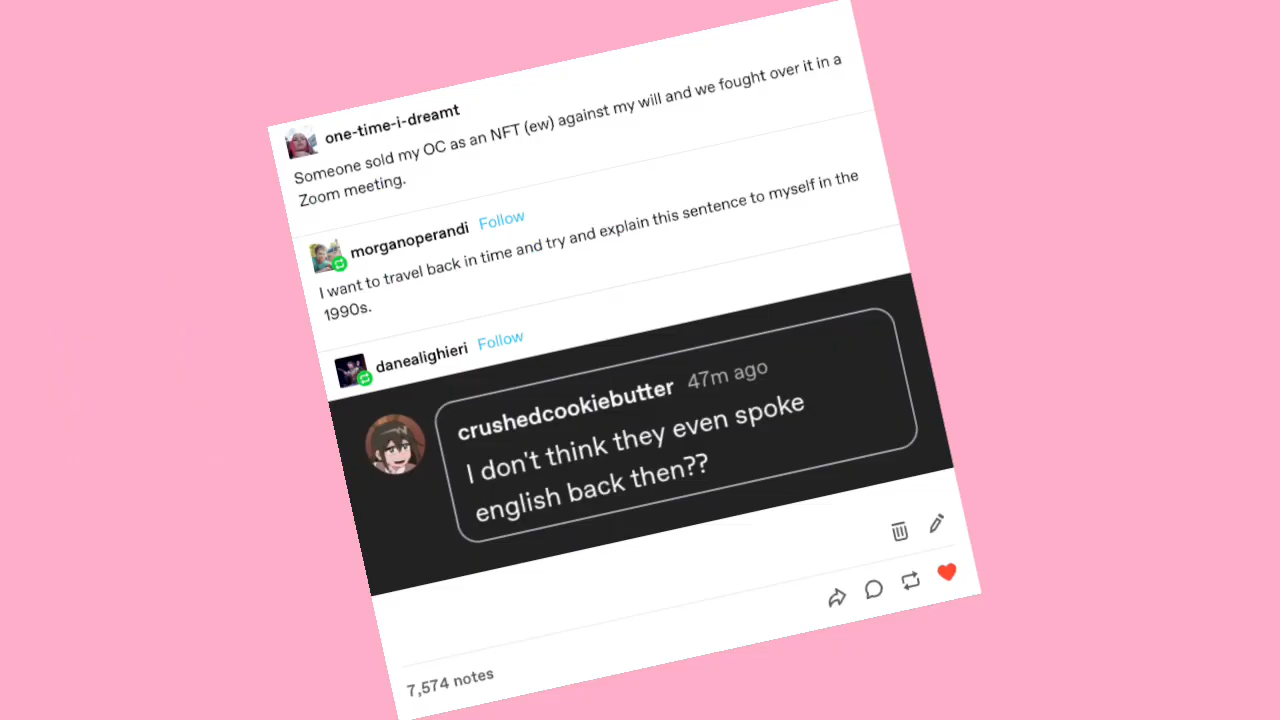 one-time-i-dreamt
Someone sold my OC as an NFT (ew) against my will and we fought over it in a
Zoom meeting.
morganoperandi Follow
I want to travel back in time and try and explain this sentence to myself in the
1990s.
danealighieri Follow
crushedcookiebutter 47m ago
I don't think they even spoke
english back then??
7,574 notes